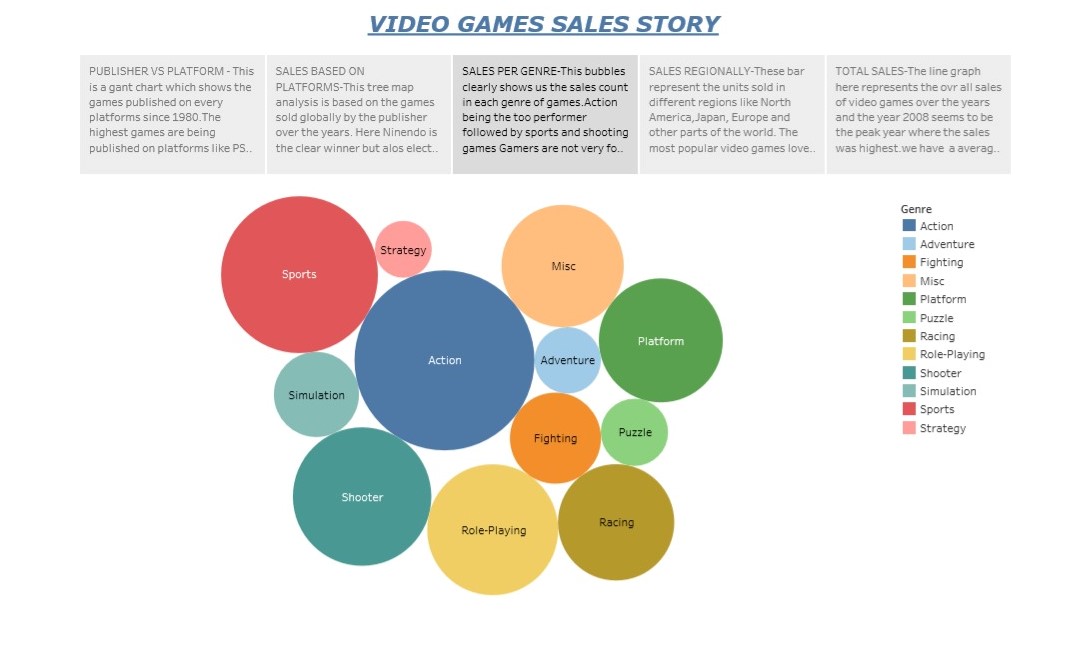 VIDEO GAMES SALES STORY
PUBLISHER VS PLATFORM - This
is a gant chart which shows the
games published on every
platforms since 1980.The
highest games are being
published on platforms like PS..
SALES BASED ON
PLATFORMS-This tree map
analysis is based on the games
sold globally by the publisher
over the years. Here Ninendo is
the clear winner but alos elect..
SALES PER GENRE-This bubbles
clearly shows us the sales count
in each genre of games.Action
being the too performer
followed by sports and shooting
games Gamers are not very fo..
SALES REGIONALLY-These bar
represent the units sold in
different regions like North
America,Japan, Europe and
other parts of the world. The
most popular video games love..
TOTAL SALES-The line graph
here represents the ovr all sales
of video games over the years
and the year 2008 seems to be
the peak year where the sales
was highest.we have a averag..
Sports
Strategy
Misc
Action
Adventure
Platform
Simulation
Fighting
Puzzle
Shooter
Role-Playing
Racing
Genre
Action
Adventure
Fighting
Misc
Platform
Puzzle
Racing
Role-Playing
Shooter
Simulation
Sports
Strategy